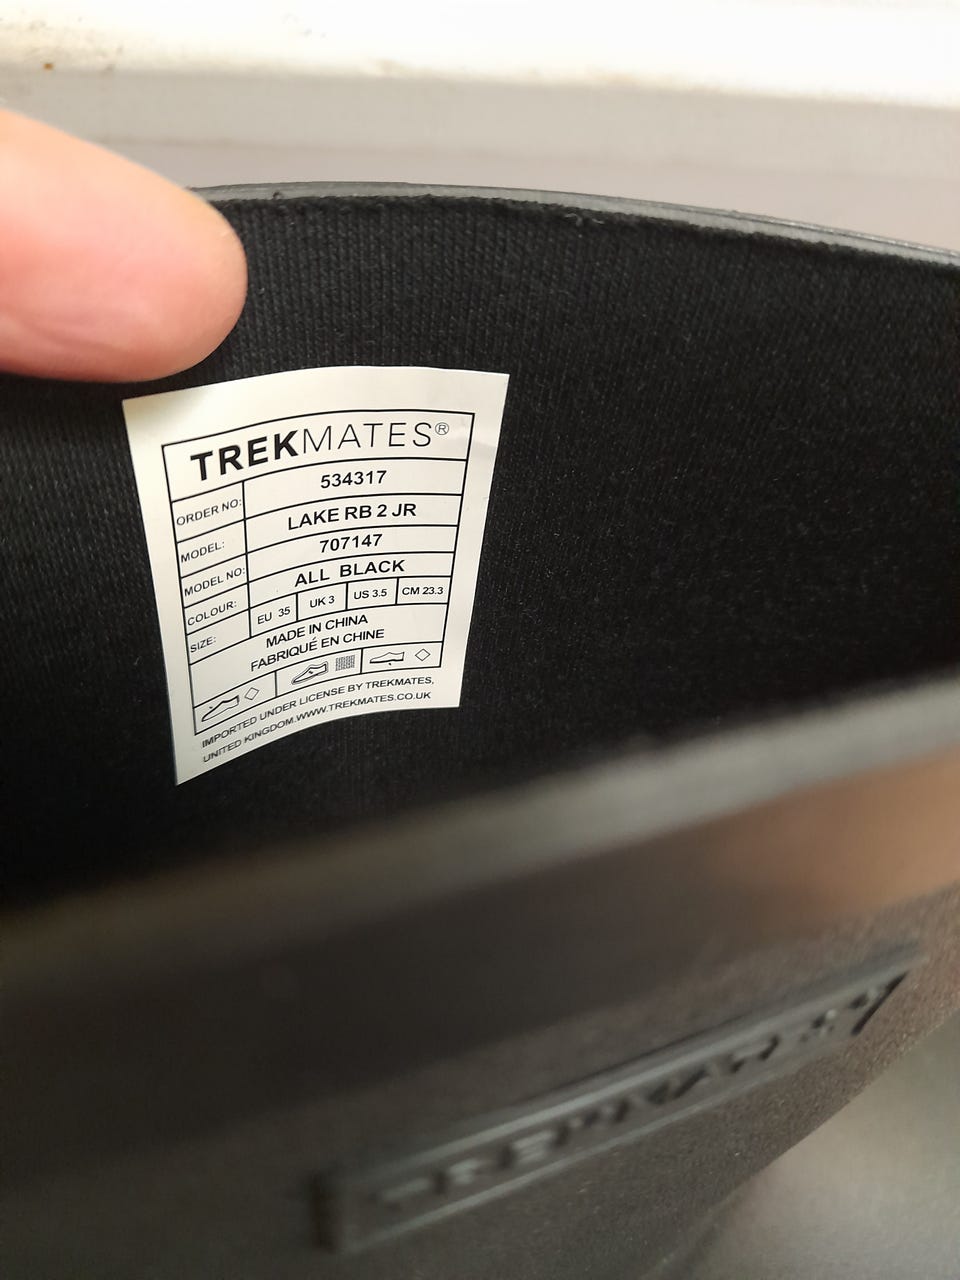 TREKMATES®
ORDER NO: 534317
MODEL: LAKE RB 2 JR
MODEL NO: 707147
COLOUR: ALL BLACK
SIZE: EU 35 UK 3 US 3.5 CM 23.3
MADE IN CHINA
FABRIQUÉ EN CHINE
IMPORTED UNDER LICENSE BY TREKMATES,
UNITED KINGDOM.WWW.TREKMATES.CO.UK
TREKMATES